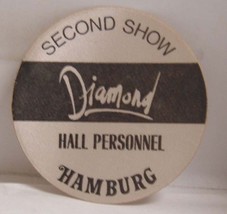 SECOND SHOW
Diamond
HALL PERSONNEL
HAMBURG